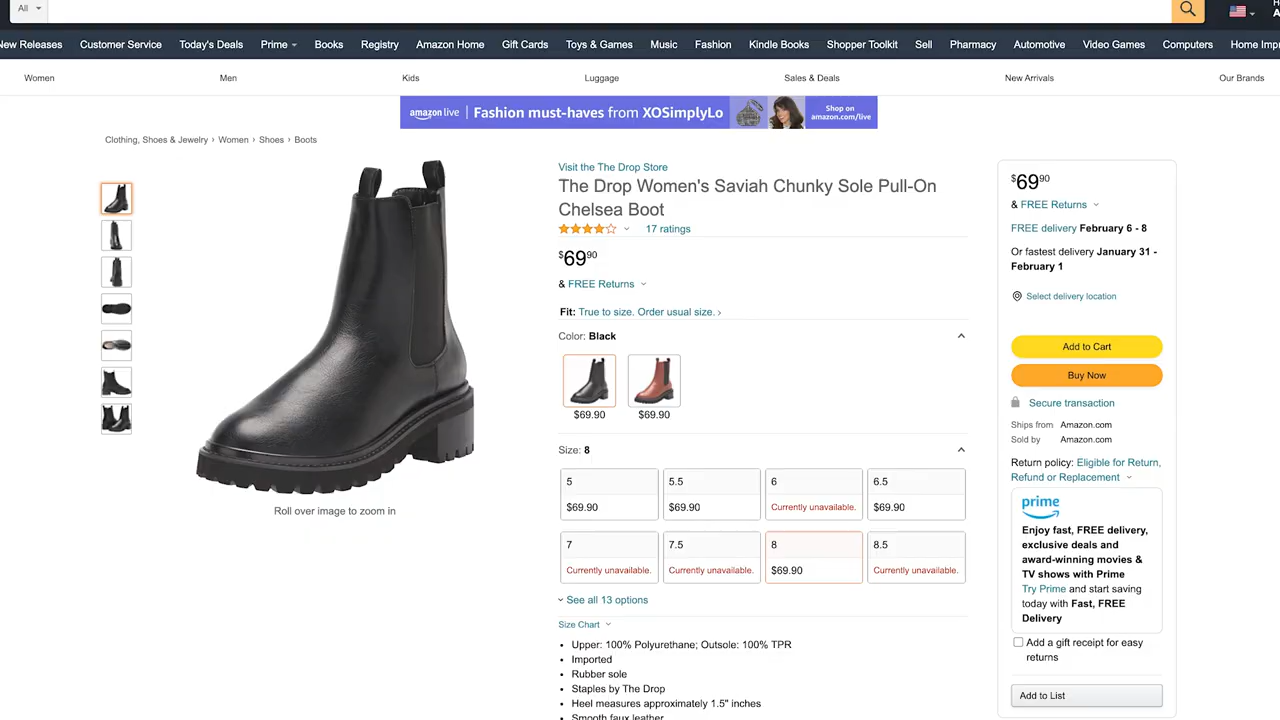 All
New Releases Customer Service Today's Deals Prime Books Registry Amazon Home Gift Cards Toys & Games Music Fashion Kindle Books Shopper Toolkit Sell Pharmacy Automotive Video Games Computers Home Imp
Women Men Kids Luggage Sales & Deals New Arrivals Our Brands
amazon live | Fashion must-haves from XOSimplyLo Shop on
amazon.com/live
Clothing, Shoes & Jewelry › Women › Shoes › Boots
Visit the The Drop Store
The Drop Women's Saviah Chunky Sole Pull-On
Chelsea Boot
17 ratings
$6990
& FREE Returns
Fit: True to size. Order usual size. ›
Color: Black
$69.90 $69.90
Size: 8
5 5.5 6 6.5
$69.90 $69.90 Currently unavailable. $69.90
7 7.5 8 8.5
Currently unavailable. Currently unavailable. $69.90 Currently unavailable.
See all 13 options
Size Chart
• Upper: 100% Polyurethane; Outsole: 100% TPR
• Imported
• Rubber sole
• Staples by The Drop
• Heel measures approximately 1.5" inches
• Smooth faux leather
Roll over image to zoom in
$6990
& FREE Returns
FREE delivery February 6 - 8
Or fastest delivery January 31 -
February 1
Select delivery location
Add to Cart
Buy Now
Secure transaction
Ships from Amazon.com
Sold by Amazon.com
Return policy: Eligible for Return,
Refund or Replacement
prime
Enjoy fast, FREE delivery,
exclusive deals and
award-winning movies &
TV shows with Prime
Try Prime and start saving
today with Fast, FREE
Delivery
Add a gift receipt for easy
returns
Add to List